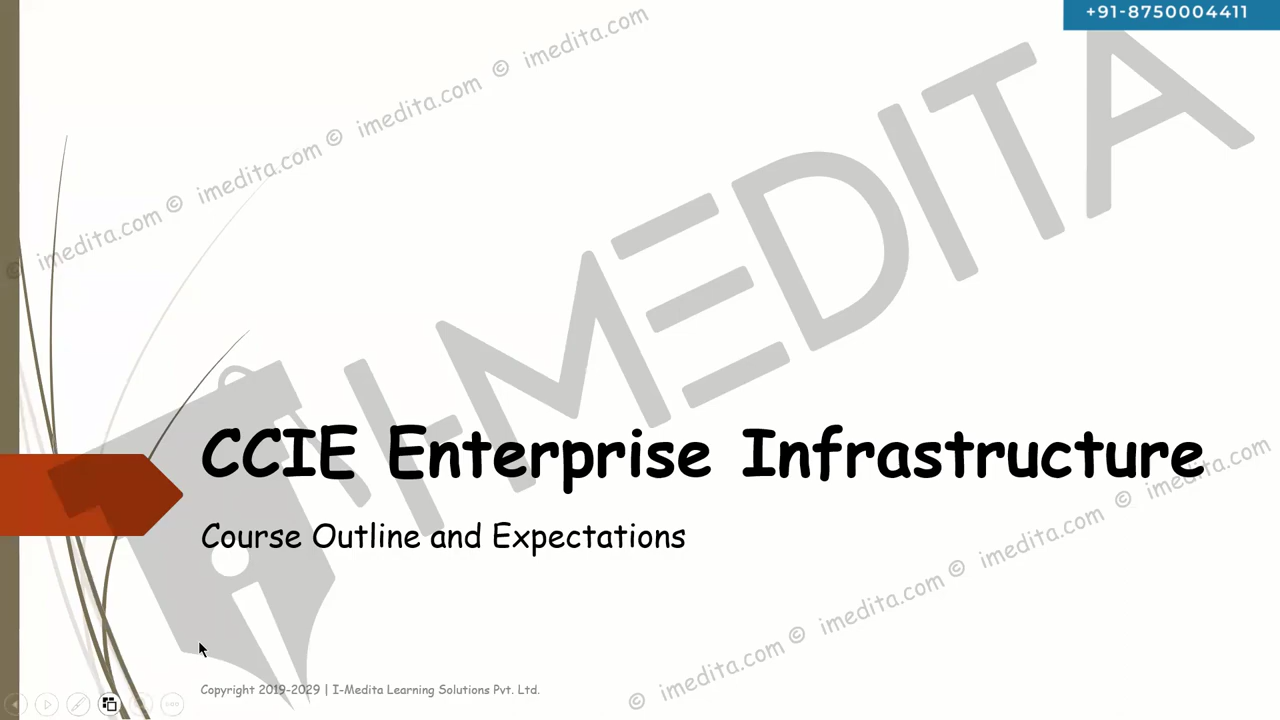 +91-8750004411
© imedita.com © imedita.com © imedita.com © imedita.com
I-MEDITA
CCIE Enterprise Infrastructure
Course Outline and Expectations
© imedita.com © imedita.com © imedita.com © imedita.com
Copyright 2019-2029 | I-Medita Learning Solutions Pvt. Ltd.